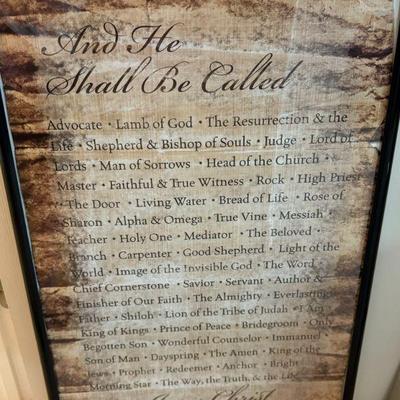 And He
Shall Be Called
Advocate • Lamb of God • The Resurrection & the
Life • Shepherd & Bishop of Souls • Judge • Lord of
Lords • Man of Sorrows • Head of the Church •
Master • Faithful & True Witness • Rock • High Priest
• The Door • Living Water • Bread of Life • Rose of
Sharon • Alpha & Omega • True Vine • Messiah •
Teacher • Holy One • Mediator • The Beloved •
Branch • Carpenter • Good Shepherd • Light of the
World • Image of the Invisible God • The Word •
Chief Cornerstone • Savior • Servant • Author &
Finisher of Our Faith • The Almighty • Everlasting
Father • Shiloh • Lion of the Tribe of Judah • I Am •
King of Kings • Prince of Peace • Bridegroom • Only
Begotten Son • Wonderful Counselor • Immanuel •
Son of Man • Dayspring • The Amen • King of the
Jews • Prophet • Redeemer • Anchor • Bright
Morning Star • The Way, the Truth, & the Life
Jesus Christ